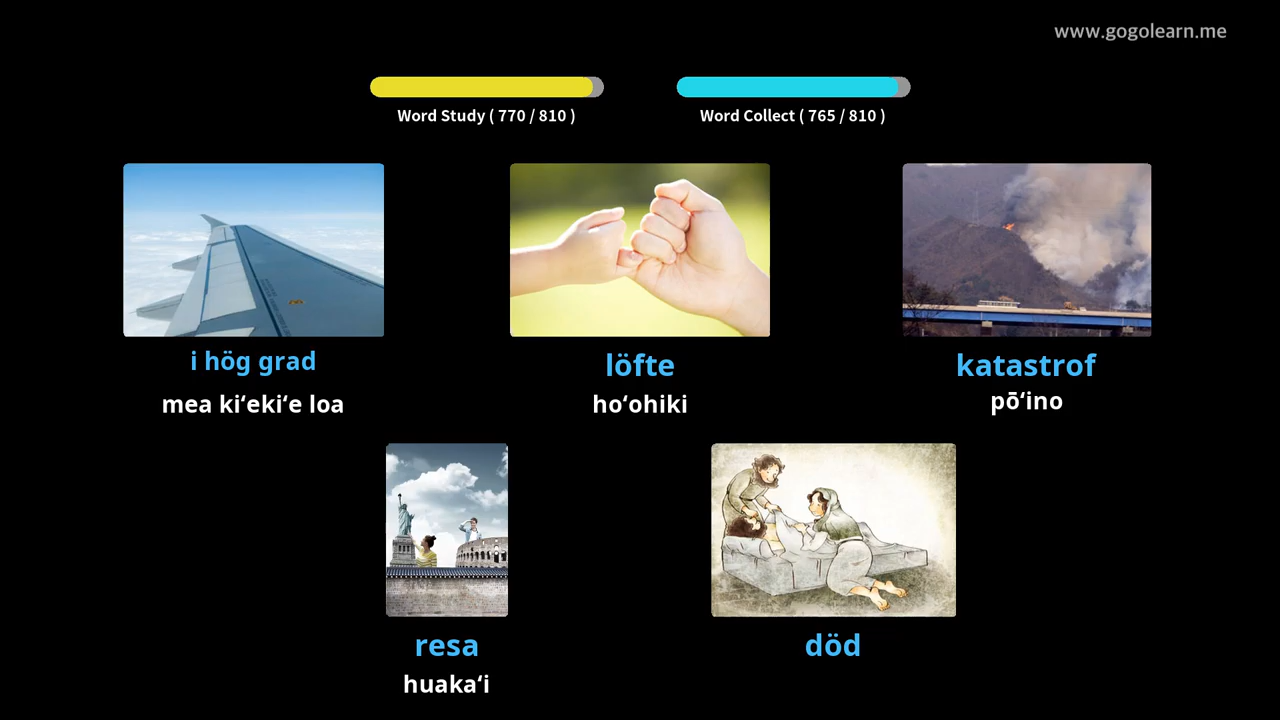 www.gogolearn.me
Word Study ( 770 / 810 )
Word Collect ( 765 / 810 )
i hög grad
löfte
katastrof
mea kiʻekiʻe loa
hoʻohiki
pōʻino
resa
död
huakaʻi